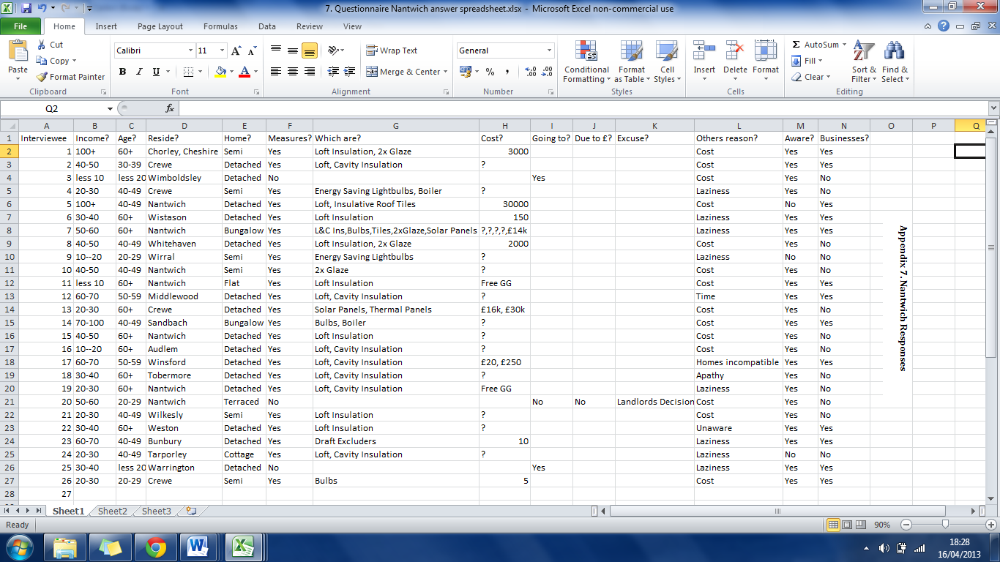 7. Questionnaire Nantwich answer spreadsheet.xlsx - Microsoft Excel non-commercial use
File Home Insert Page Layout Formulas Data Review View
Paste
Cut
Copy
Format Painter
Clipboard
Calibri 11 A A
B I U A
Font
Wrap Text
Merge & Center
Alignment
General
% , .00
Number
Conditional Formatting
Format as Table
Cell Styles
Styles
Insert Delete Format
Cells
Σ AutoSum
Fill
Clear
Sort & Filter
Find & Select
Editing
Q2 fx
A B C D E F G H I J K L M N O P Q
1 Interviewee Income? Age? Reside? Home? Measures? Which are? Cost? Going to? Due to £? Excuse? Others reason? Aware? Businesses?
2 1 100+ 60+ Chorley, Cheshire Semi Yes Loft Insulation, 2x Glaze 3000 Cost Yes Yes
3 2 40-50 30-39 Crewe Detached Yes Loft, Cavity Insulation ? Cost Yes Yes
4 3 less 10 less 20 Wimboldsley Detached No Yes Cost Yes No
5 4 20-30 40-49 Crewe Semi Yes Energy Saving Lightbulbs, Boiler ? Laziness Yes No
6 5 100+ 40-49 Nantwich Detached Yes Loft, Insulative Roof Tiles 30000 Cost No Yes
7 6 30-40 60+ Wistason Detached Yes Loft Insulation 150 Laziness Yes Yes
8 7 50-60 60+ Nantwich Bungalow Yes L&C Ins,Bulbs,Tiles,2xGlaze,Solar Panels ?,?,?,?,£14k Laziness Yes Yes
9 8 40-50 40-49 Whitehaven Detached Yes Loft Insulation, 2x Glaze 2000 Cost Yes No
10 9 10--20 20-29 Wirral Semi Yes Energy Saving Lightbulbs ? Laziness No No
11 10 40-50 40-49 Nantwich Semi Yes 2x Glaze ? Cost Yes No
12 11 less 10 60+ Nantwich Flat Yes Loft Insulation Free GG Cost Yes Yes
13 12 60-70 50-59 Middlewood Detached Yes Loft, Cavity Insulation ? Time Yes Yes
14 13 20-30 60+ Crewe Detached Yes Solar Panels, Thermal Panels £16k, £30k Cost Yes No
15 14 70-100 40-49 Sandbach Bungalow Yes Bulbs, Boiler ? Cost Yes Yes
16 15 40-50 60+ Nantwich Detached Yes Loft Insulation ? Cost Yes No
17 16 10--20 60+ Audlem Detached Yes Loft, Cavity Insulation ? Cost Yes No
18 17 60-70 50-59 Winsford Detached Yes Loft, Cavity Insulation £20, £250 Homes incompatible Yes Yes
19 18 30-40 60+ Tobermore Detached Yes Loft, Cavity Insulation ? Apathy Yes No
20 19 20-30 60+ Nantwich Detached Yes Loft, Cavity Insulation Free GG Laziness Yes No
21 20 50-60 20-29 Nantwich Terraced No No No Landlords Decision Cost Yes No
22 21 20-30 40-49 Wilkesly Semi Yes Loft Insulation ? Cost Yes No
23 22 30-40 60+ Weston Detached Yes Loft Insulation ? Unaware Yes Yes
24 23 60-70 40-49 Bunbury Detached Yes Draft Excluders 10 Laziness Yes Yes
25 24 20-30 40-49 Tarporley Cottage Yes Loft, Cavity Insulation ? Laziness No No
26 25 30-40 less 20 Warrington Detached No Yes Laziness Yes Yes
27 26 20-30 20-29 Crewe Semi Yes Bulbs 5 Cost Yes Yes
28 27
Appendix 7 .Nantwich Responses
Sheet1 Sheet2 Sheet3
Ready 90%
18:28
16/04/2013